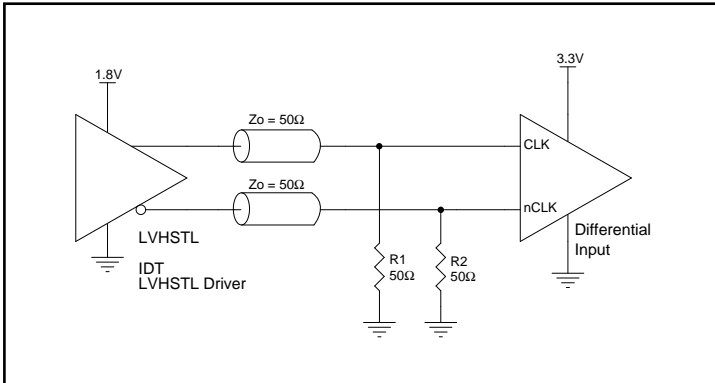 1.8V
3.3V
Zo = 50Ω
CLK
Zo = 50Ω
nCLK
LVHSTL
IDT
LVHSTL Driver
R1
50Ω
R2
50Ω
Differential
Input